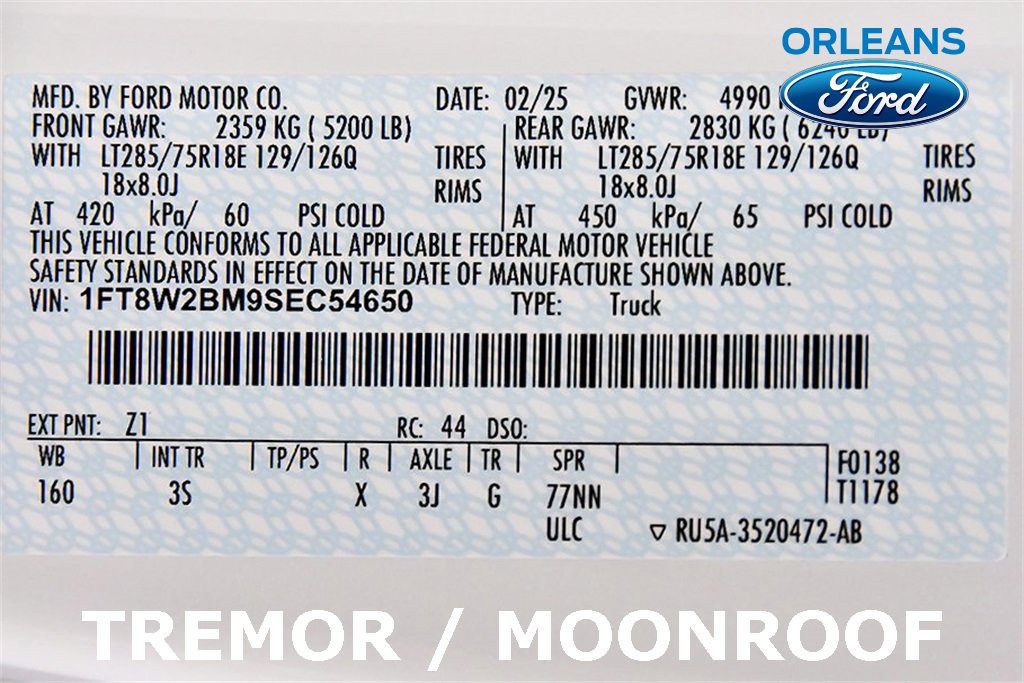 ORLEANS
Ford
MFD. BY FORD MOTOR CO. DATE: 02/25 GVWR: 4990
FRONT GAWR: 2359 KG ( 5200 LB) REAR GAWR: 2830 KG ( 6240 LB)
WITH LT285/75R18E 129/126Q TIRES WITH LT285/75R18E 129/126Q TIRES
18x8.0J RIMS 18x8.0J RIMS
AT 420 kPa/ 60 PSI COLD AT 450 kPa/ 65 PSI COLD
THIS VEHICLE CONFORMS TO ALL APPLICABLE FEDERAL MOTOR VEHICLE
SAFETY STANDARDS IN EFFECT ON THE DATE OF MANUFACTURE SHOWN ABOVE.
VIN: 1FT8W2BM9SEC54650 TYPE: Truck
EXT PNT: Z1 RC: 44 DSO:
WB INT TR TP/PS R AXLE TR SPR F0138
160 3S X 3J G 77NN T1178
ULC RU5A-3520472-AB
TREMOR / MOONROOF